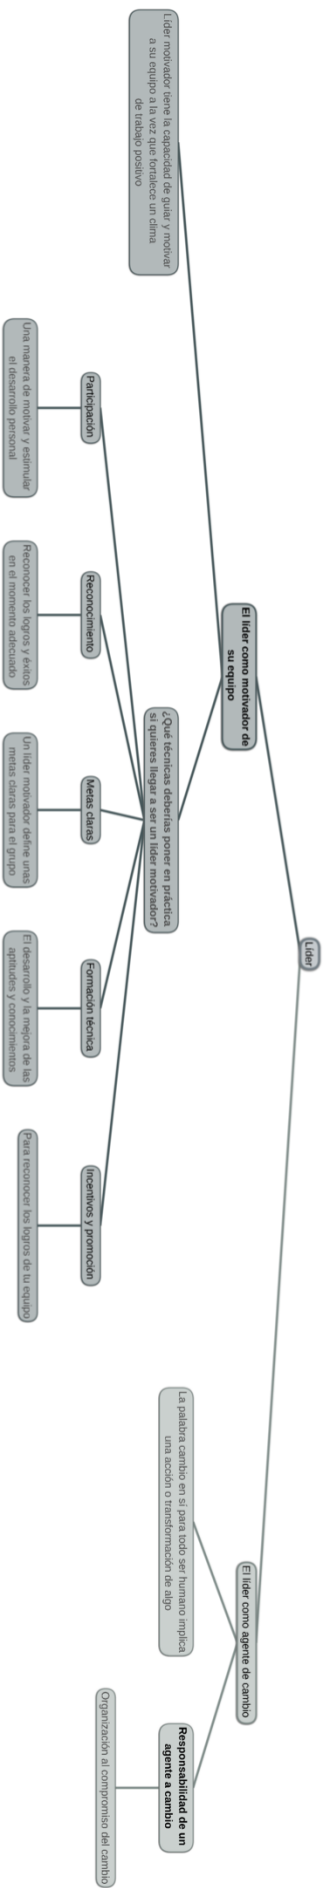 Líder
El líder como motivador de
su equipo
Líder motivador tiene la capacidad de guiar y motivar
a su equipo a la vez que fortalece un clima
de trabajo positivo
¿Qué técnicas deberías poner en práctica
si quieres llegar a ser un líder motivador?
Participación
Una manera de motivar y estimular
el desarrollo personal
Reconocimiento
Reconocer los logros y éxitos
en el momento adecuado
Metas claras
Un líder motivador define unas
metas claras para el grupo
Formación técnica
El desarrollo y la mejora de las
aptitudes y conocimientos
Incentivos y promoción
Para reconocer los logros de tu equipo
El líder como agente de cambio
La palabra cambio en sí para todo ser humano implica
una acción o transformación de algo
Responsabilidad de un
agente a cambio
Organización al compromiso del cambio